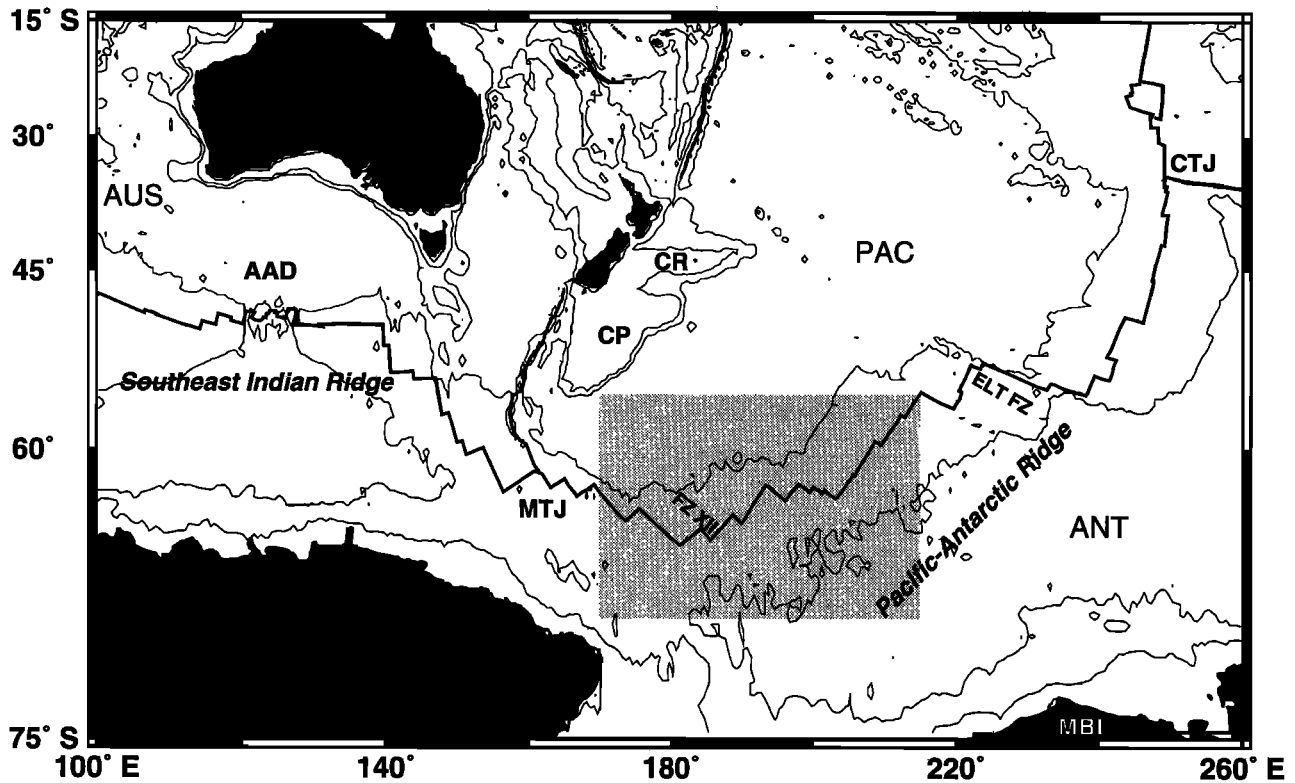 15° S
30°
CTJ
AUS
PAC
CR
45°
AAD
CP
Southeast Indian Ridge
ELT FZ
60°
FZ XII
MTJ
Pacific-Antarctic Ridge
ANT
MBI
75° S
100° E
140°
180°
220°
260° E